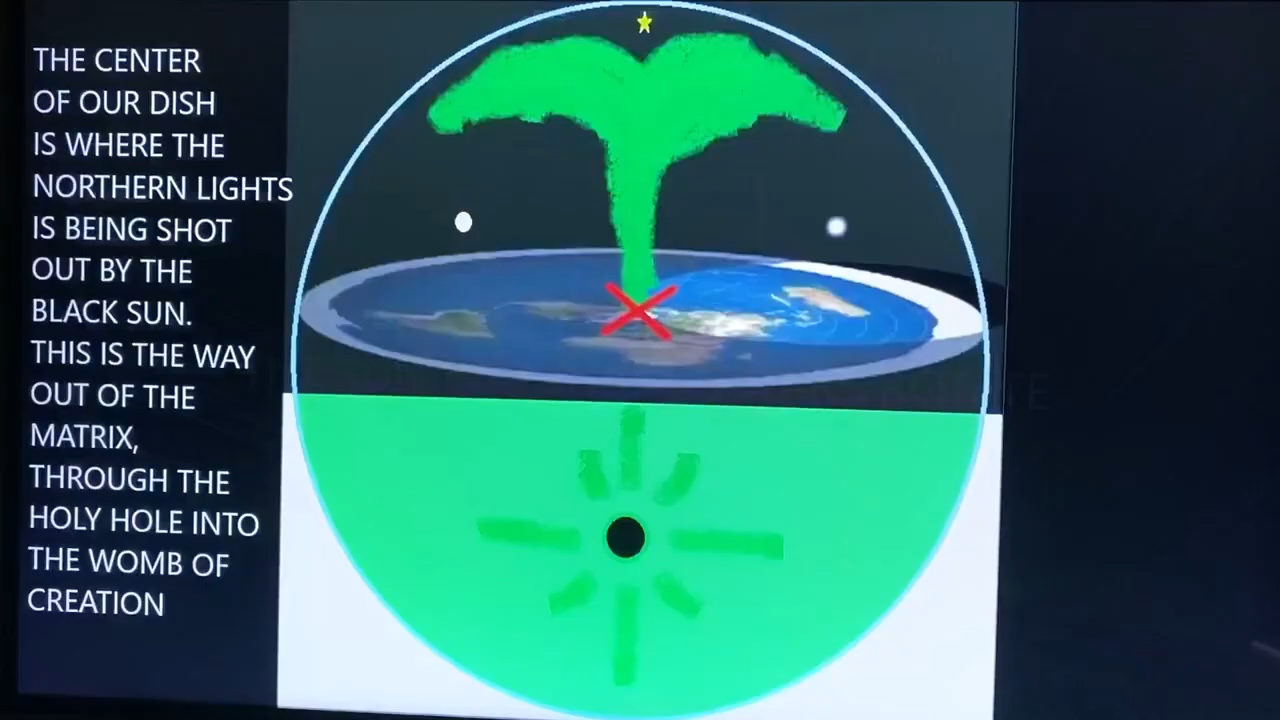 THE CENTER
OF OUR DISH
IS WHERE THE
NORTHERN LIGHTS
IS BEING SHOT
OUT BY THE
BLACK SUN.
THIS IS THE WAY
OUT OF THE
MATRIX,
THROUGH THE
HOLY HOLE INTO
THE WOMB OF
CREATION